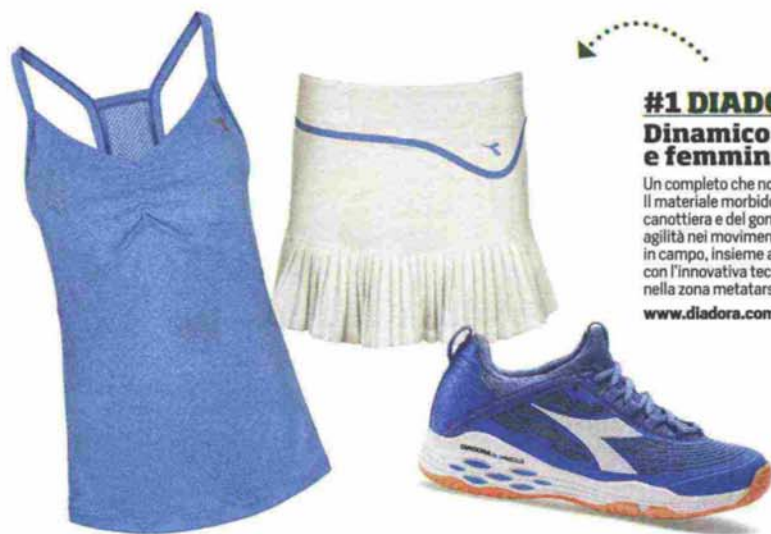 #1 DIADO
Dinamico
e femmin
Un completo che no
Il materiale morbido
canottiera e del gon
agilità nei movimen
in campo, insieme a
con l'innovativa tec
nella zona metatars
www.diadora.com
DIADORA